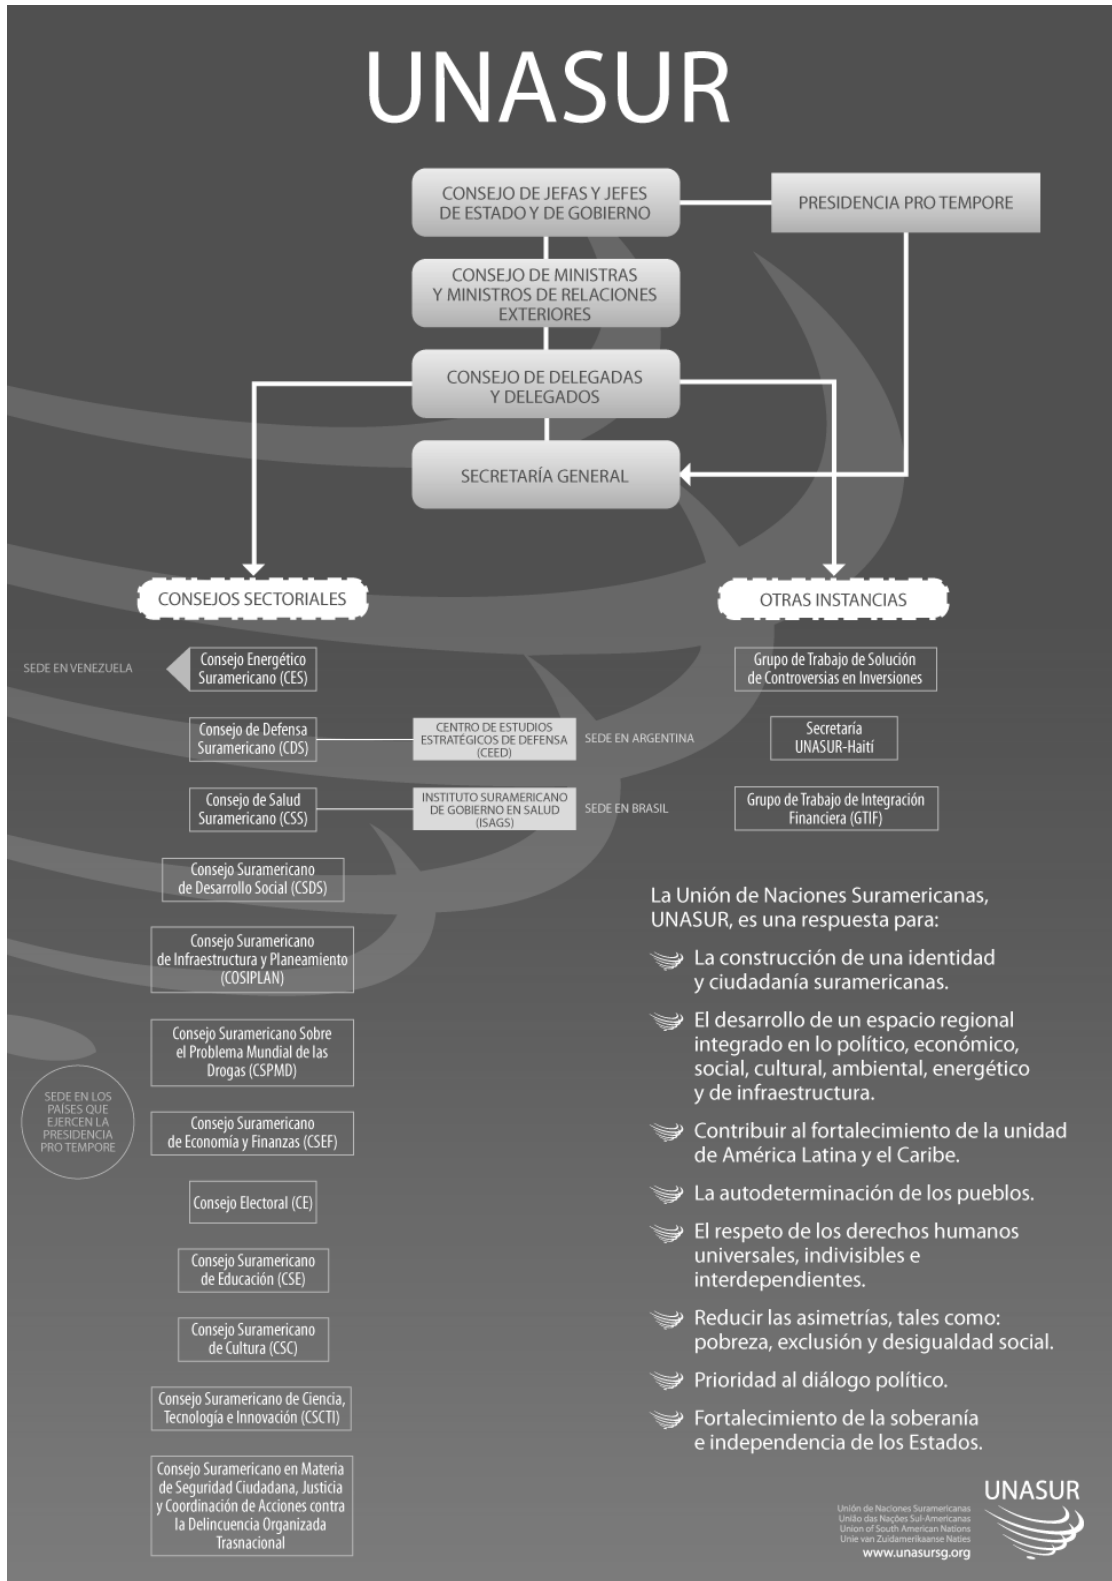 UNASUR
CONSEJO DE JEFAS Y JEFES
DE ESTADO Y DE GOBIERNO
PRESIDENCIA PRO TEMPORE
CONSEJO DE MINISTRAS
Y MINISTROS DE RELACIONES
EXTERIORES
CONSEJO DE DELEGADAS
Y DELEGADOS
SECRETARÍA GENERAL
CONSEJOS SECTORIALES
SEDE EN VENEZUELA
Consejo Energético
Suramericano (CES)
Consejo de Defensa
Suramericano (CDS)
CENTRO DE ESTUDIOS
ESTRATÉGICOS DE DEFENSA
(CEED)
SEDE EN ARGENTINA
Consejo de Salud
Suramericano (CSS)
INSTITUTO SURAMERICANO
DE GOBIERNO EN SALUD
(ISAGS)
SEDE EN BRASIL
Consejo Suramericano
de Desarrollo Social (CSDS)
Consejo Suramericano
de Infraestructura y Planeamiento
(COSIPLAN)
Consejo Suramericano Sobre
el Problema Mundial de las
Drogas (CSPMD)
SEDE EN LOS
PAÍSES QUE
EJERCEN LA
PRESIDENCIA
PRO TEMPORE
Consejo Suramericano
de Economía y Finanzas (CSEF)
Consejo Electoral (CE)
Consejo Suramericano
de Educación (CSE)
Consejo Suramericano
de Cultura (CSC)
Consejo Suramericano de Ciencia,
Tecnología e Innovación (CSCTI)
Consejo Suramericano en Materia
de Seguridad Ciudadana, Justicia
y Coordinación de Acciones contra
la Delincuencia Organizada
Trasnacional
OTRAS INSTANCIAS
Grupo de Trabajo de Solución
de Controversias en Inversiones
Secretaría
UNASUR-Haití
Grupo de Trabajo de Integración
Financiera (GTIF)
La Unión de Naciones Suramericanas,
UNASUR, es una respuesta para:
La construcción de una identidad
y ciudadanía suramericanas.
El desarrollo de un espacio regional
integrado en lo político, económico,
social, cultural, ambiental, energético
y de infraestructura.
Contribuir al fortalecimiento de la unidad
de América Latina y el Caribe.
La autodeterminación de los pueblos.
El respeto de los derechos humanos
universales, indivisibles e
interdependientes.
Reducir las asimetrías, tales como:
pobreza, exclusión y desigualdad social.
Prioridad al diálogo político.
Fortalecimiento de la soberanía
e independencia de los Estados.
UNASUR
Unión de Naciones Suramericanas
União das Nações Sul-Americanas
Union of South American Nations
Unie van Zuidamerikaanse Naties
www.unasursg.org